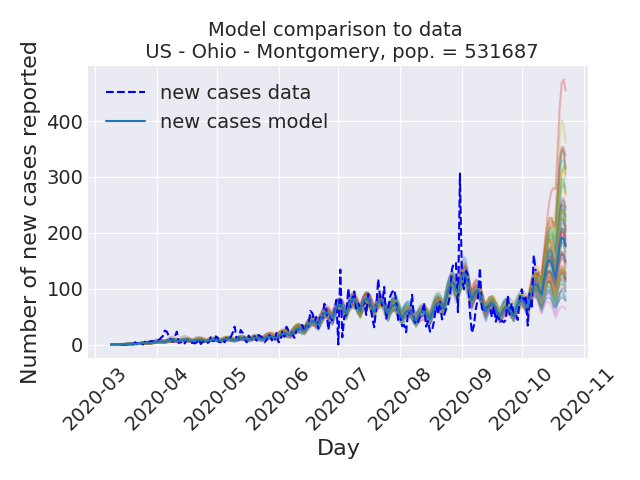 Model comparison to data
US - Ohio - Montgomery, pop. = 531687
new cases data
new cases model
Number of new cases reported
400
300
200
100
0
2020-03
2020-04
2020-05
2020-06
2020-07
2020-08
2020-09
2020-10
2020-11
Day